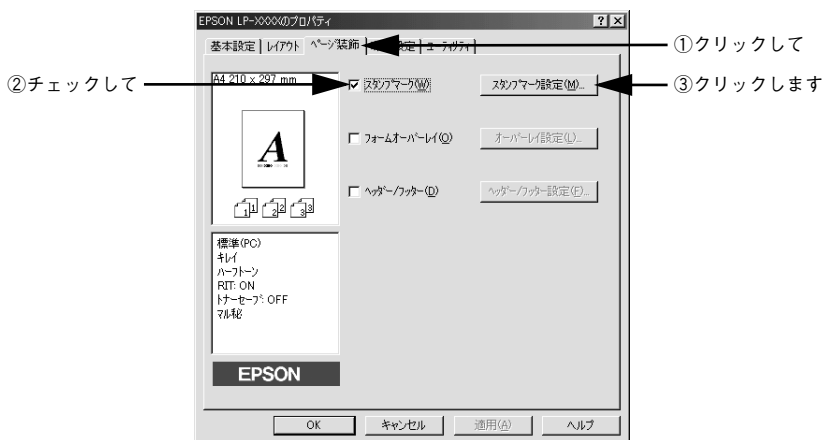 EPSON LP-XXXXのプロパティ
基本設定 レイアウト ページ装飾 設定 ユーティリティ
①クリックして
②チェックして
A4 210 x 297 mm
スタンプマーク(W)
スタンプマーク設定(M)...
③クリックします
A
フォームオーバーレイ(O)
オーバーレイ設定(L)...
ヘッダー/フッター(D)
ヘッダー/フッター設定(F)...
1 1 2 2 3 3
標準(PC)
キレイ
ハーフトーン
RIT: ON
トナーセーブ: OFF
マル秘
EPSON
OK キャンセル 適用(A) ヘルプ